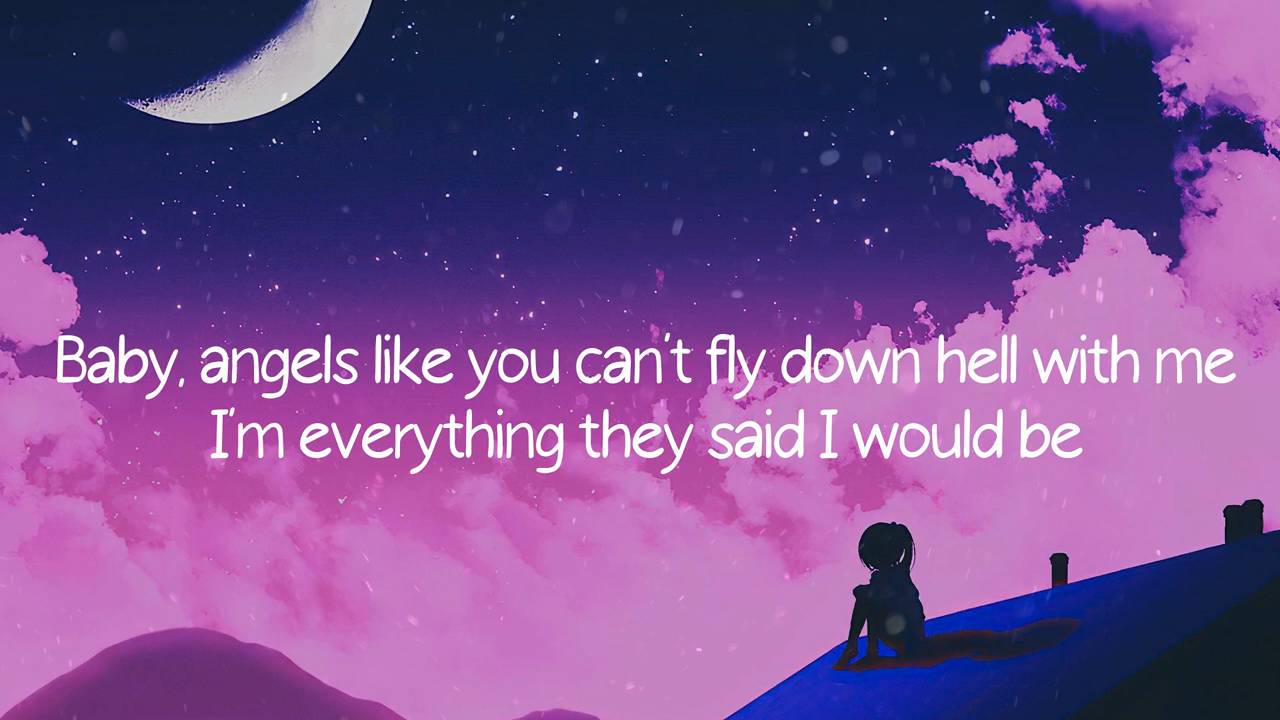 Baby, angels like you can't fly down hell with me
I'm everything they said I would be